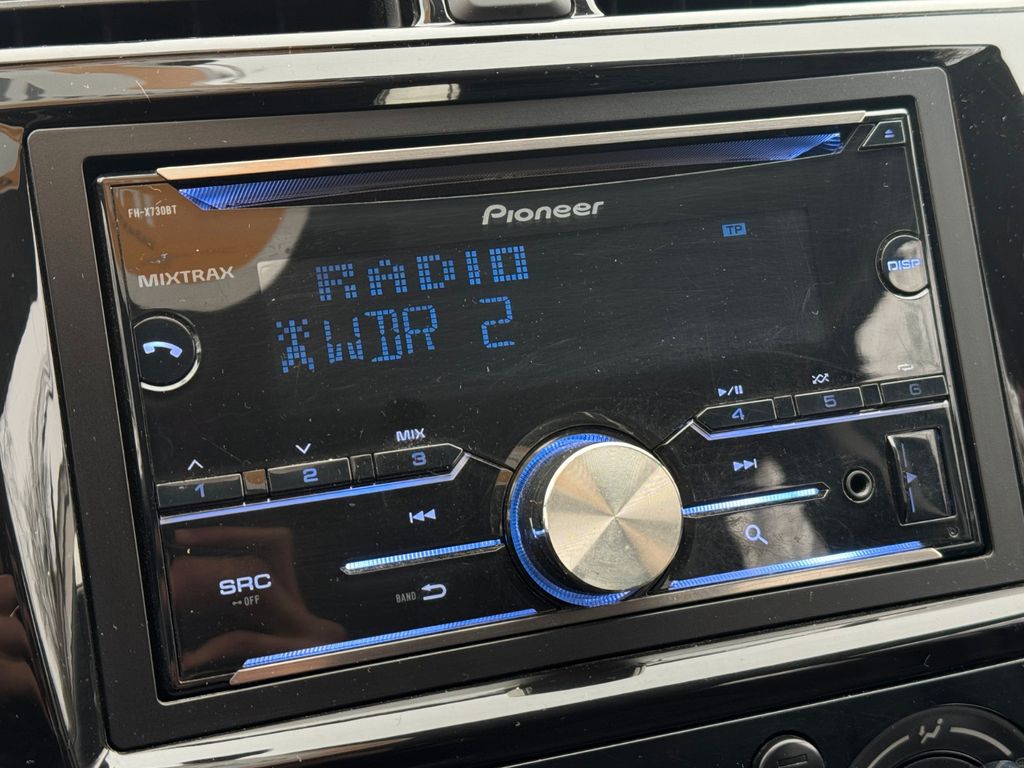 Pioneer
FH-X730BT
TP
MIXTRAX
RADIO
*WDR 2
DISP
MIX
1 2 3 4 5 6
SRC
OFF
BAND